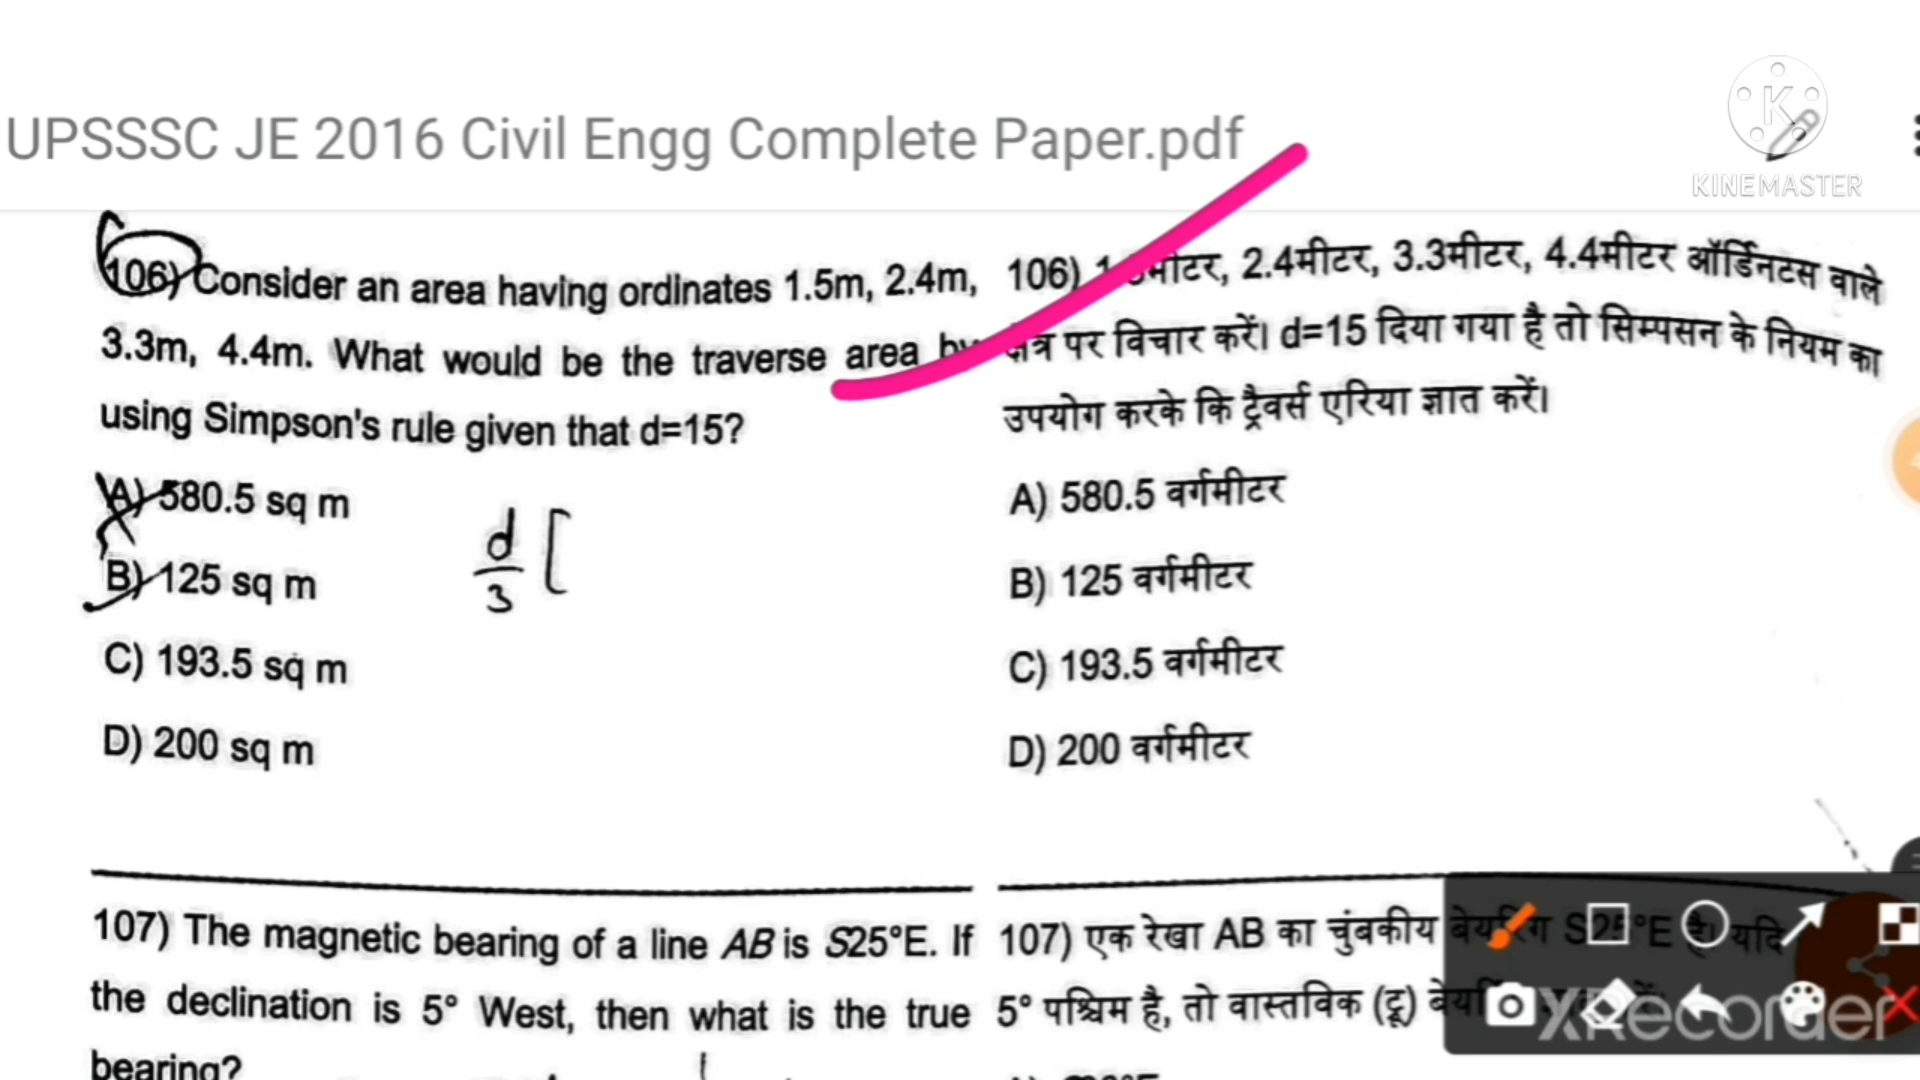 UPSSSC JE 2016 Civil Engg Complete Paper.pdf
KINEMASTER
106) Consider an area having ordinates 1.5m, 2.4m,
3.3m, 4.4m. What would be the traverse area by
using Simpson's rule given that d=15?
A) 580.5 sq m
B) 125 sq m
C) 193.5 sq m
D) 200 sq m
d
3 [
106) मीटर, 2.4मीटर, 3.3मीटर, 4.4मीटर ऑर्डिनटस वाले
क्षेत्र पर विचार करें। d=15 दिया गया है तो सिम्पसन के नियम का
उपयोग करके कि ट्रैवर्स एरिया ज्ञात करें।
A) 580.5 वर्गमीटर
B) 125 वर्गमीटर
C) 193.5 वर्गमीटर
D) 200 वर्गमीटर
107) The magnetic bearing of a line AB is S25°E. If
the declination is 5° West, then what is the true
bearing?
107) एक रेखा AB का चुंबकीय बेयरिंग S25°E है। यदि
5° पश्चिम है, तो वास्तविक (ट्रू)
XRecorder